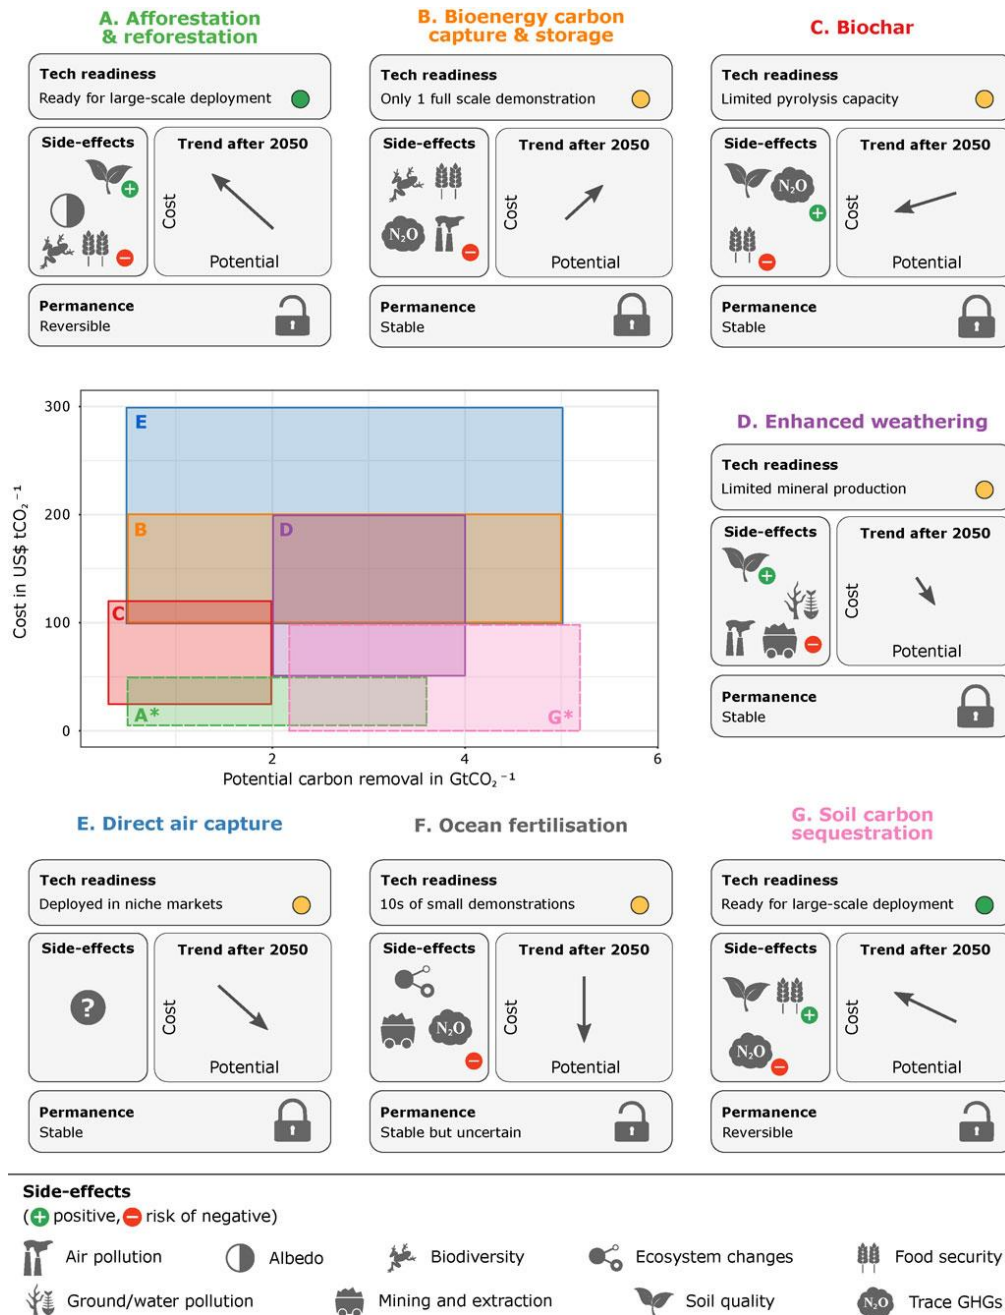 A. Afforestation
& reforestation
Tech readiness
Ready for large-scale deployment
Side-effects
Trend after 2050
Cost
Potential
Permanence
Reversible
B. Bioenergy carbon
capture & storage
Tech readiness
Only 1 full scale demonstration
Side-effects
N₂O
Trend after 2050
Cost
Potential
Permanence
Stable
C. Biochar
Tech readiness
Limited pyrolysis capacity
Side-effects
N₂O
Trend after 2050
Cost
Potential
Permanence
Stable
Cost in US$ tCO₂⁻¹
300
200
100
0
E
B
D
C
A*
G*
2
4
6
Potential carbon removal in GtCO₂⁻¹
D. Enhanced weathering
Tech readiness
Limited mineral production
Side-effects
Trend after 2050
Cost
Potential
Permanence
Stable
E. Direct air capture
Tech readiness
Deployed in niche markets
Side-effects
?
Trend after 2050
Cost
Potential
Permanence
Stable
F. Ocean fertilisation
Tech readiness
10s of small demonstrations
Side-effects
N₂O
Trend after 2050
Cost
Potential
Permanence
Stable but uncertain
G. Soil carbon
sequestration
Tech readiness
Ready for large-scale deployment
Side-effects
N₂O
Trend after 2050
Cost
Potential
Permanence
Reversible
Side-effects
(+ positive, − risk of negative)
Air pollution
Albedo
Biodiversity
Ecosystem changes
Food security
Ground/water pollution
Mining and extraction
Soil quality
N₂O Trace GHGs